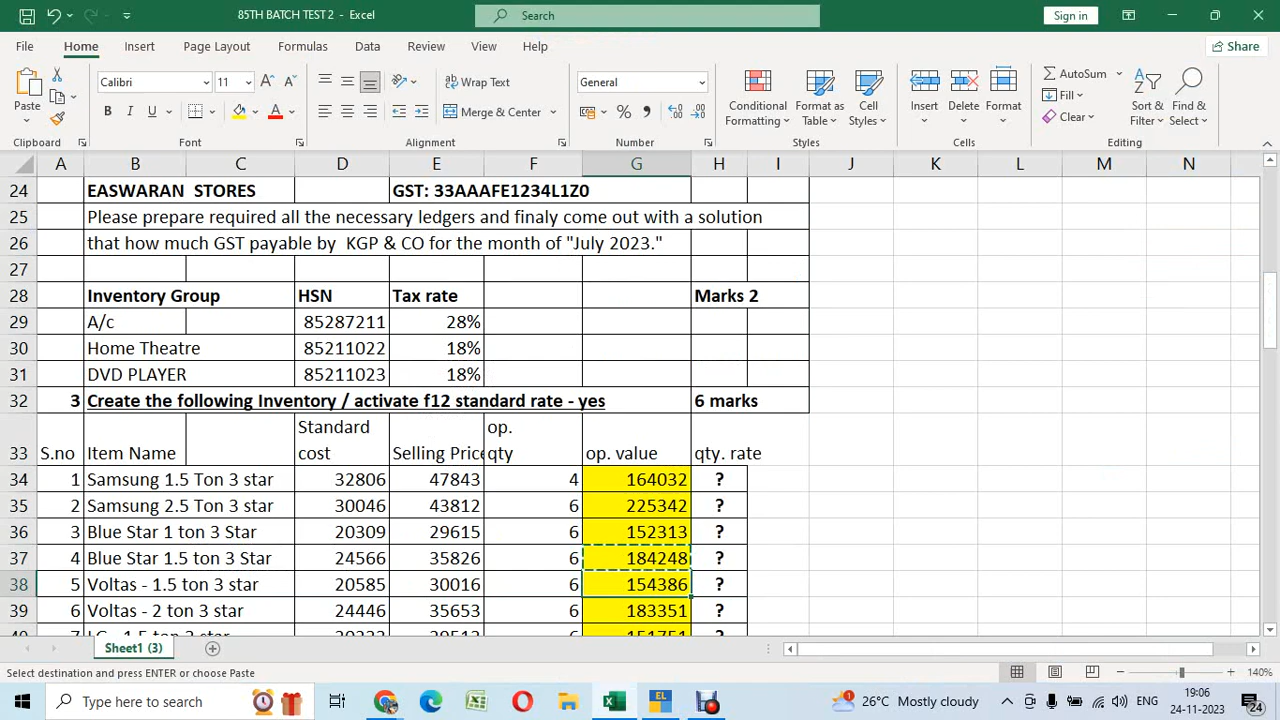 85TH BATCH TEST 2 - Excel
Search
Sign in
File Home Insert Page Layout Formulas Data Review View Help
Share
Paste
Calibri 11
Wrap Text
General
Merge & Center
Conditional Formatting
Format as Table
Cell Styles
Insert
Delete
Format
AutoSum
Fill
Clear
Sort & Filter
Find & Select
Clipboard Font Alignment Number Styles Cells Editing
A B C D E F G H I J K L M N
24 EASWARAN STORES GST: 33AAAFE1234L1Z0
25 Please prepare required all the necessary ledgers and finaly come out with a solution
26 that how much GST payable by KGP & CO for the month of "July 2023."
27
28 Inventory Group HSN Tax rate Marks 2
29 A/c 85287211 28%
30 Home Theatre 85211022 18%
31 DVD PLAYER 85211023 18%
32 3 Create the following Inventory / activate f12 standard rate - yes 6 marks
33 S.no Item Name Standard cost Selling Price op. qty op. value qty. rate
34 1 Samsung 1.5 Ton 3 star 32806 47843 4 164032 ?
35 2 Samsung 2.5 Ton 3 star 30046 43812 6 225342 ?
36 3 Blue Star 1 ton 3 Star 20309 29615 6 152313 ?
37 4 Blue Star 1.5 ton 3 Star 24566 35826 6 184248 ?
38 5 Voltas - 1.5 ton 3 star 20585 30016 6 154386 ?
39 6 Voltas - 2 ton 3 star 24446 35653 6 183351 ?
Sheet1 (3)
Select destination and press ENTER or choose Paste
140%
Type here to search
EL
1
26°C Mostly cloudy
ENG
19:06
24-11-2023
24